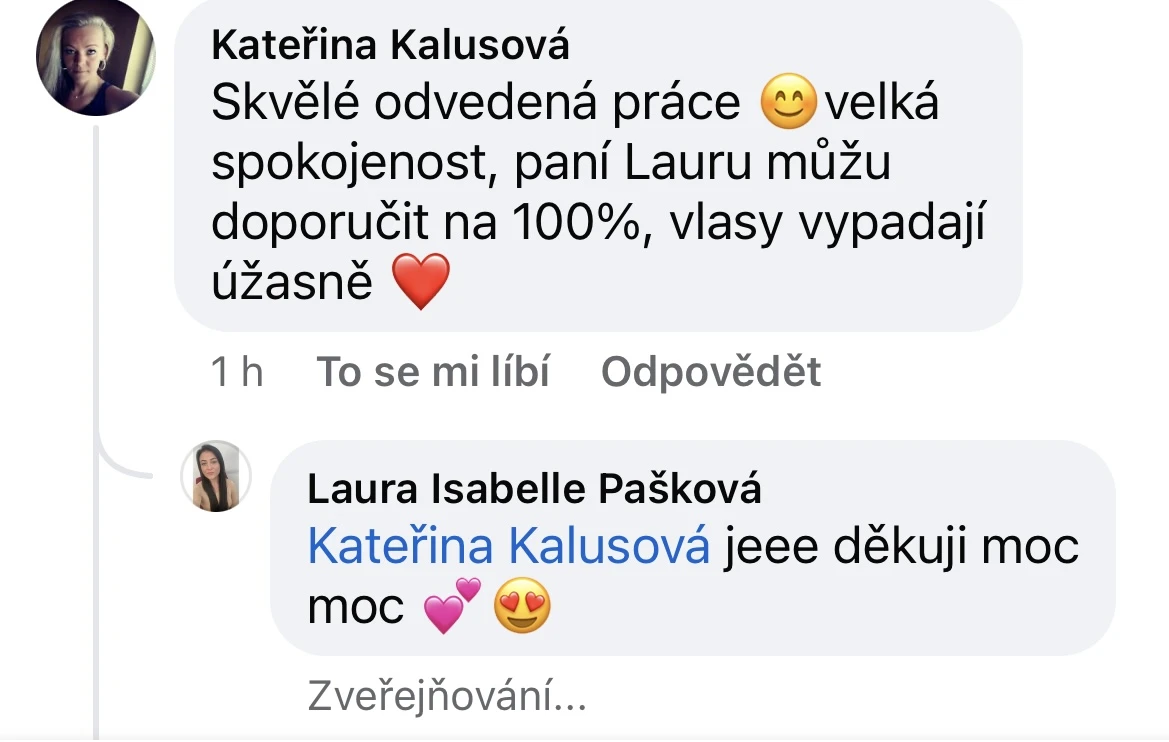 Kateřina Kalusová
Skvělé odvedená práce 😊velká
spokojenost, paní Lauru můžu
doporučit na 100%, vlasy vypadají
úžasně ❤️
1 h To se mi líbí Odpovědět
Laura Isabelle Pašková
Kateřina Kalusová jeee děkuji moc
moc 💕 😍
Zveřejňování...